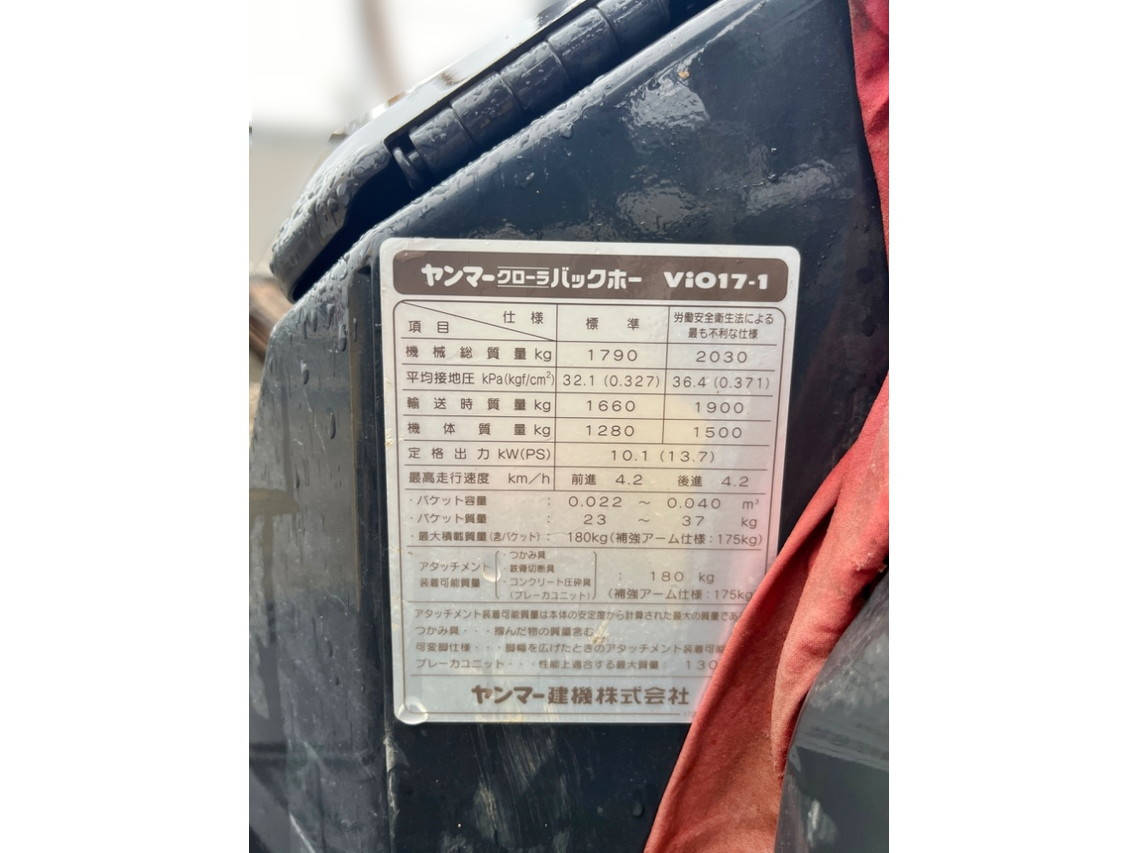 ヤンマークローラバックホー ViO17-1
項目 仕様 標準 労働安全衛生法による最も不利な仕様
機械総質量 kg 1790 2030
平均接地圧 kPa(kgf/cm²) 32.1 (0.327) 36.4 (0.371)
輸送時質量 kg 1660 1900
機体質量 kg 1280 1500
定格出力 kW(PS) 10.1 (13.7)
最高走行速度 km/h 前進 4.2 後進 4.2
・バケット容量 : 0.022 ～ 0.040 m³
・バケット質量 : 23 ～ 37 kg
・最大積載質量(含バケット) : 180kg(補強アーム仕様:175kg)
アタッチメント装着可能質量
・つかみ具
・鉄骨切断具
・コンクリート圧砕具
(ブレーカユニット)
: 180 kg
(補強アーム仕様:175kg
アタッチメント装着可能質量は本体の安定度から計算された最大の質量であ
つかみ具・・・掴んだ物の質量含む
可変脚仕様・・・脚幅を広げたときのアタッチメント装着可能
ブレーカユニット・・・性能上適合する最大質量:130
ヤンマー建機株式会社